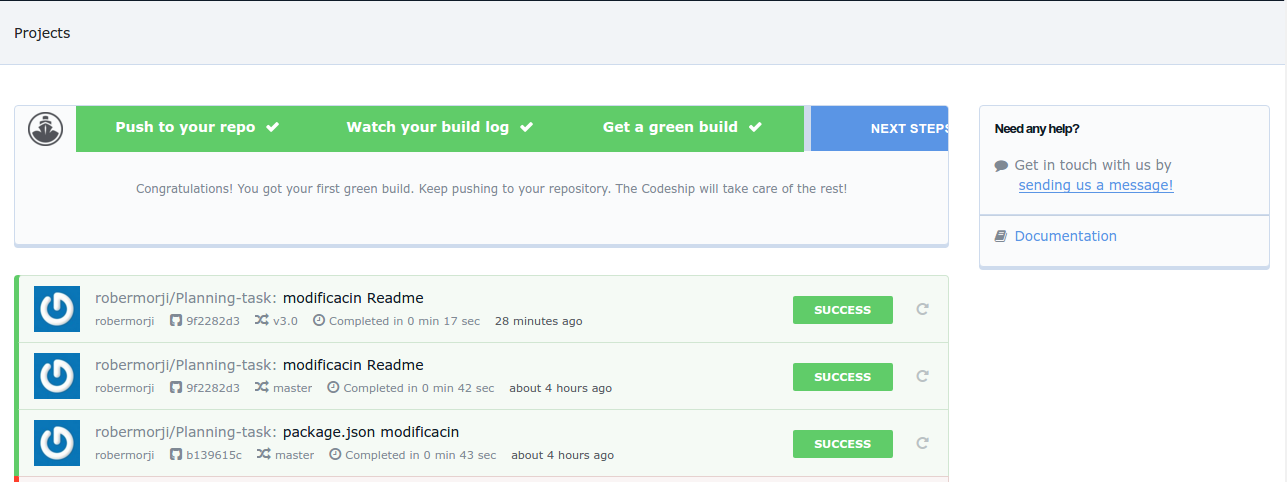 Projects
Push to your repo
Watch your build log
Get a green build
NEXT STEPS
Congratulations! You got your first green build. Keep pushing to your repository. The Codeship will take care of the rest!
Need any help?
Get in touch with us by
sending us a message!
Documentation
robermorji/Planning-task: modificacin Readme
SUCCESS
robermorji 9f2282d3 v3.0 Completed in 0 min 17 sec 28 minutes ago
robermorji/Planning-task: modificacin Readme
SUCCESS
robermorji 9f2282d3 master Completed in 0 min 42 sec about 4 hours ago
robermorji/Planning-task: package.json modificacin
SUCCESS
robermorji b139615c master Completed in 0 min 43 sec about 4 hours ago